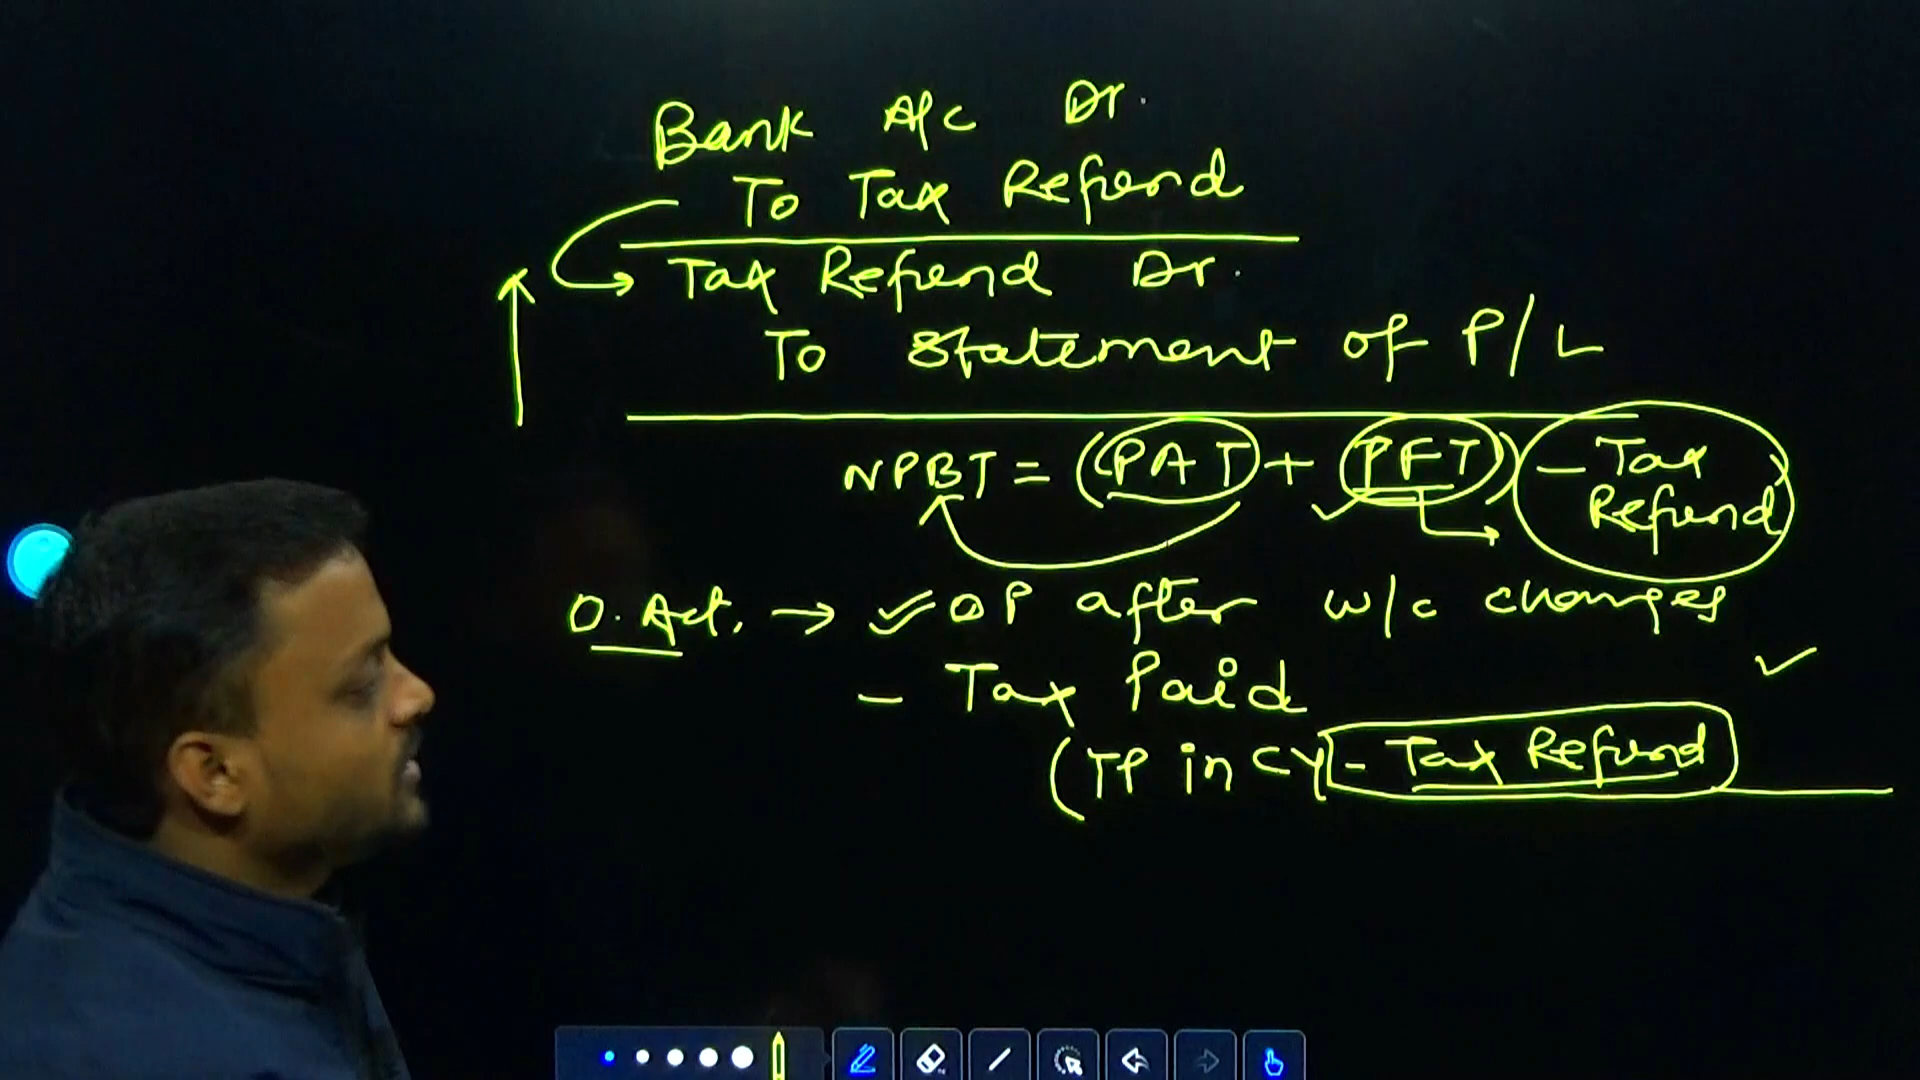 Bank A/c Dr.
To Tax Refund
Tax Refund Dr.
To Statement of P/L
NPBT = (PAT + PFT) - Tax Refund
O. Act. → ✓ OP after w/c changes
- Tax Paid
(TP in CY - Tax Refund